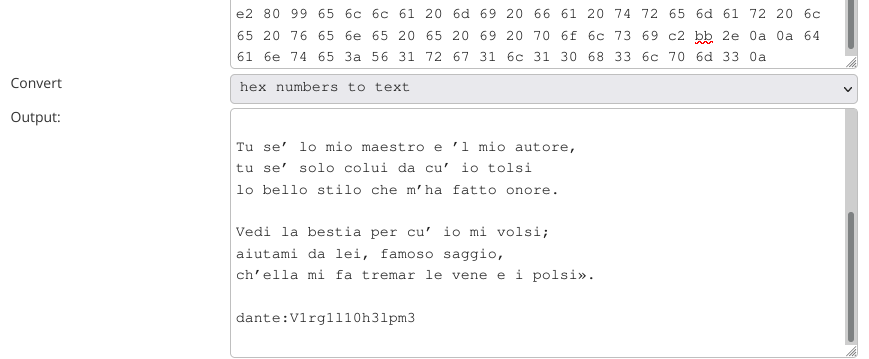 e2 80 99 65 6c 6c 61 20 6d 69 20 66 61 20 74 72 65 6d 61 72 20 6c
65 20 76 65 6e 65 20 65 20 69 20 70 6f 6c 73 69 c2 bb 2e 0a 0a 64
61 6e 74 65 3a 56 31 72 67 31 6c 31 30 68 33 6c 70 6d 33 0a
Convert
hex numbers to text
Output:
Tu se’ lo mio maestro e ’l mio autore,
tu se’ solo colui da cu’ io tolsi
lo bello stilo che m’ha fatto onore.
Vedi la bestia per cu’ io mi volsi;
aiutami da lei, famoso saggio,
ch’ella mi fa tremar le vene e i polsi».
dante:V1rg1l10h3lpm3